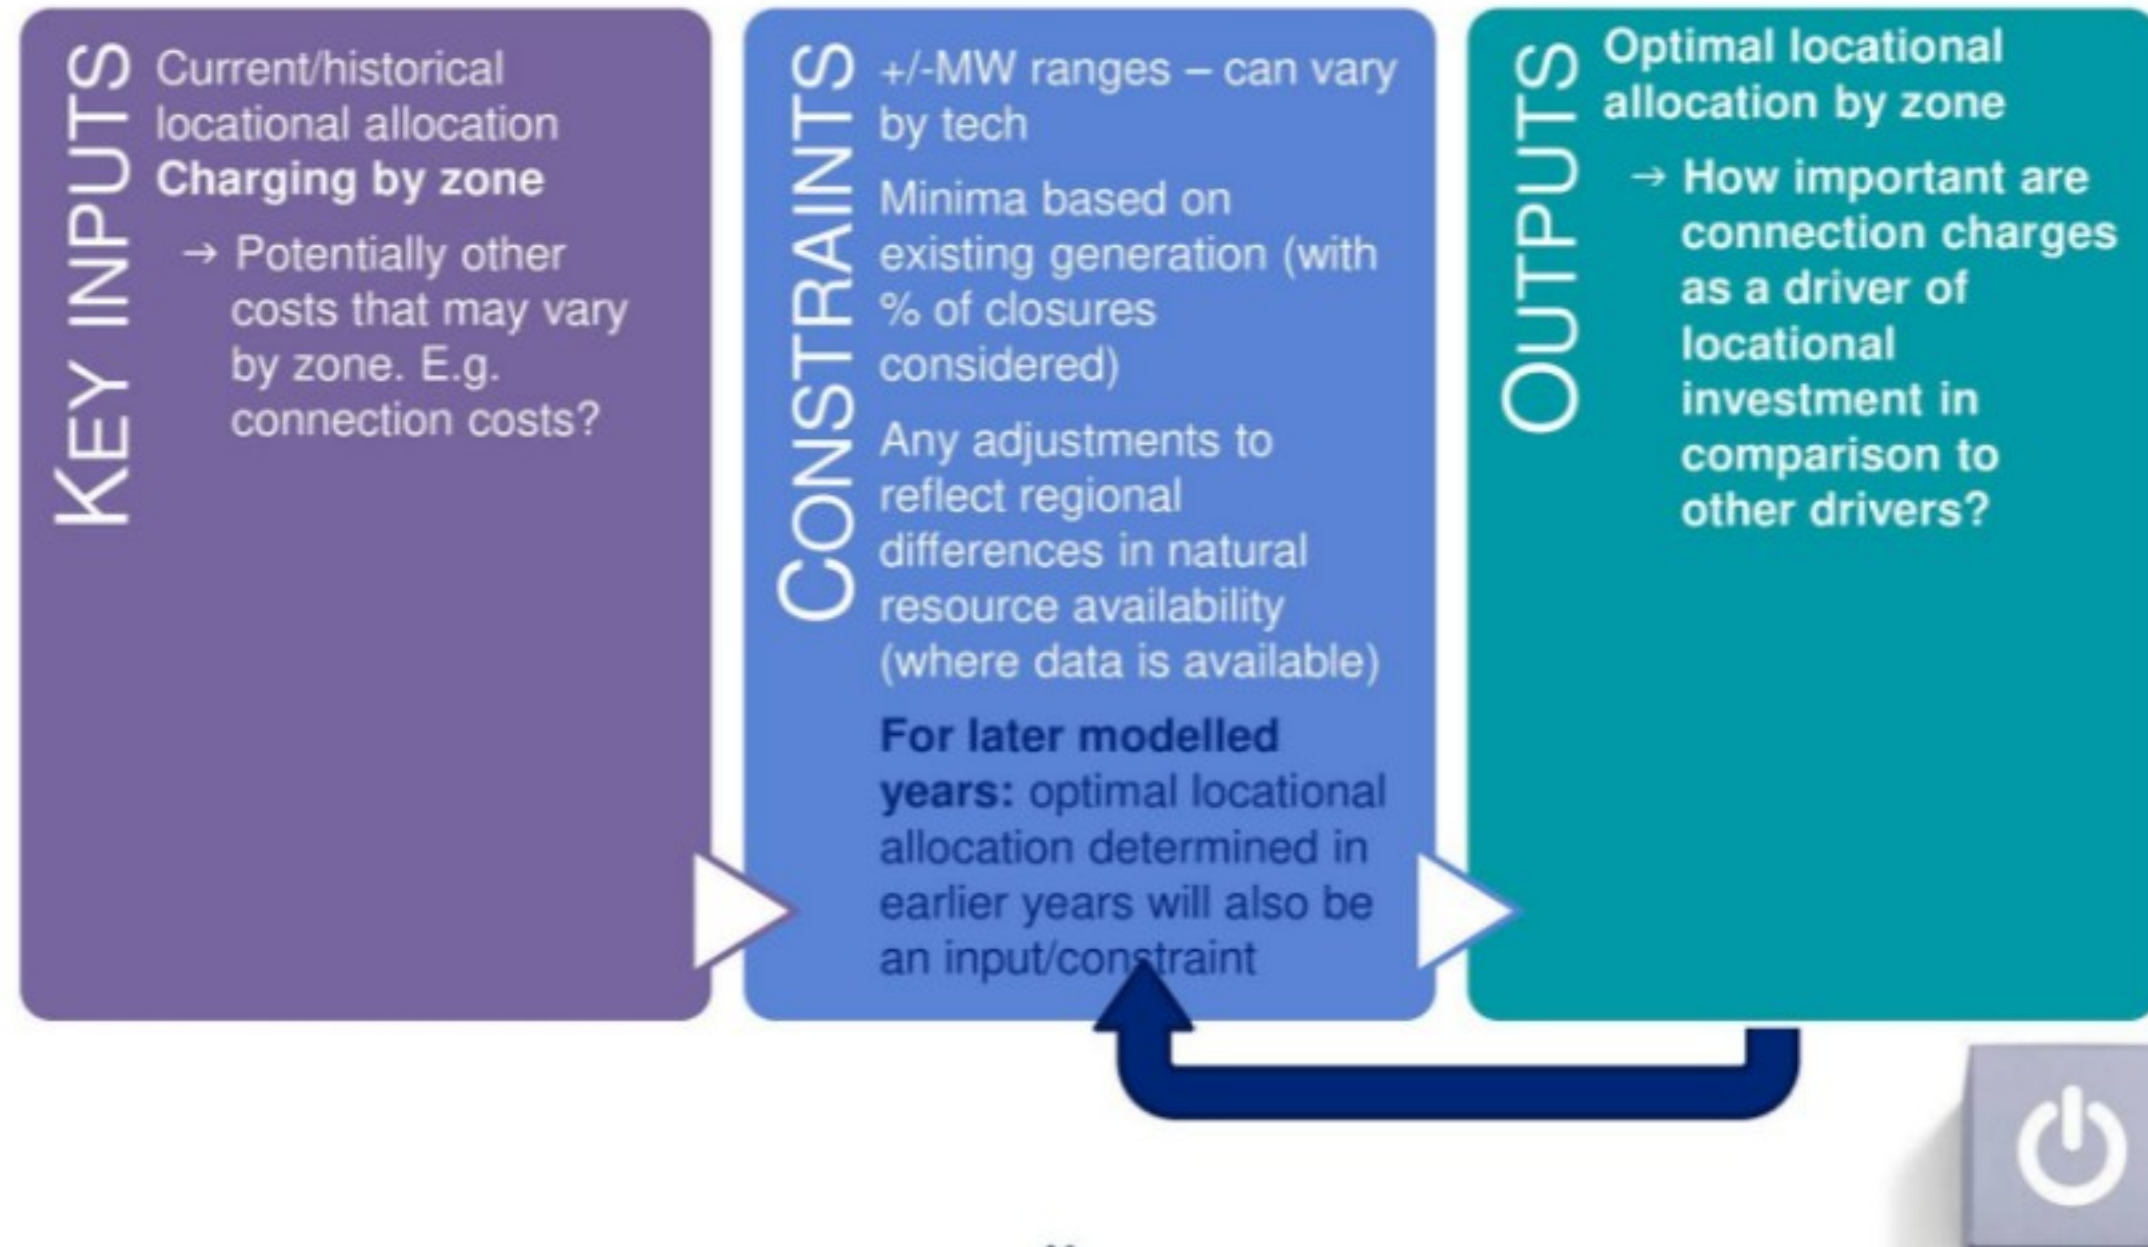 KEY INPUTS
Current/historical
locational allocation
Charging by zone
→ Potentially other
costs that may vary
by zone. E.g.
connection costs?
CONSTRAINTS
+/-MW ranges – can vary
by tech
Minima based on
existing generation (with
% of closures
considered)
Any adjustments to
reflect regional
differences in natural
resource availability
(where data is available)
For later modelled
years: optimal locational
allocation determined in
earlier years will also be
an input/constraint
OUTPUTS
Optimal locational
allocation by zone
→ How important are
connection charges
as a driver of
locational
investment in
comparison to
other drivers?